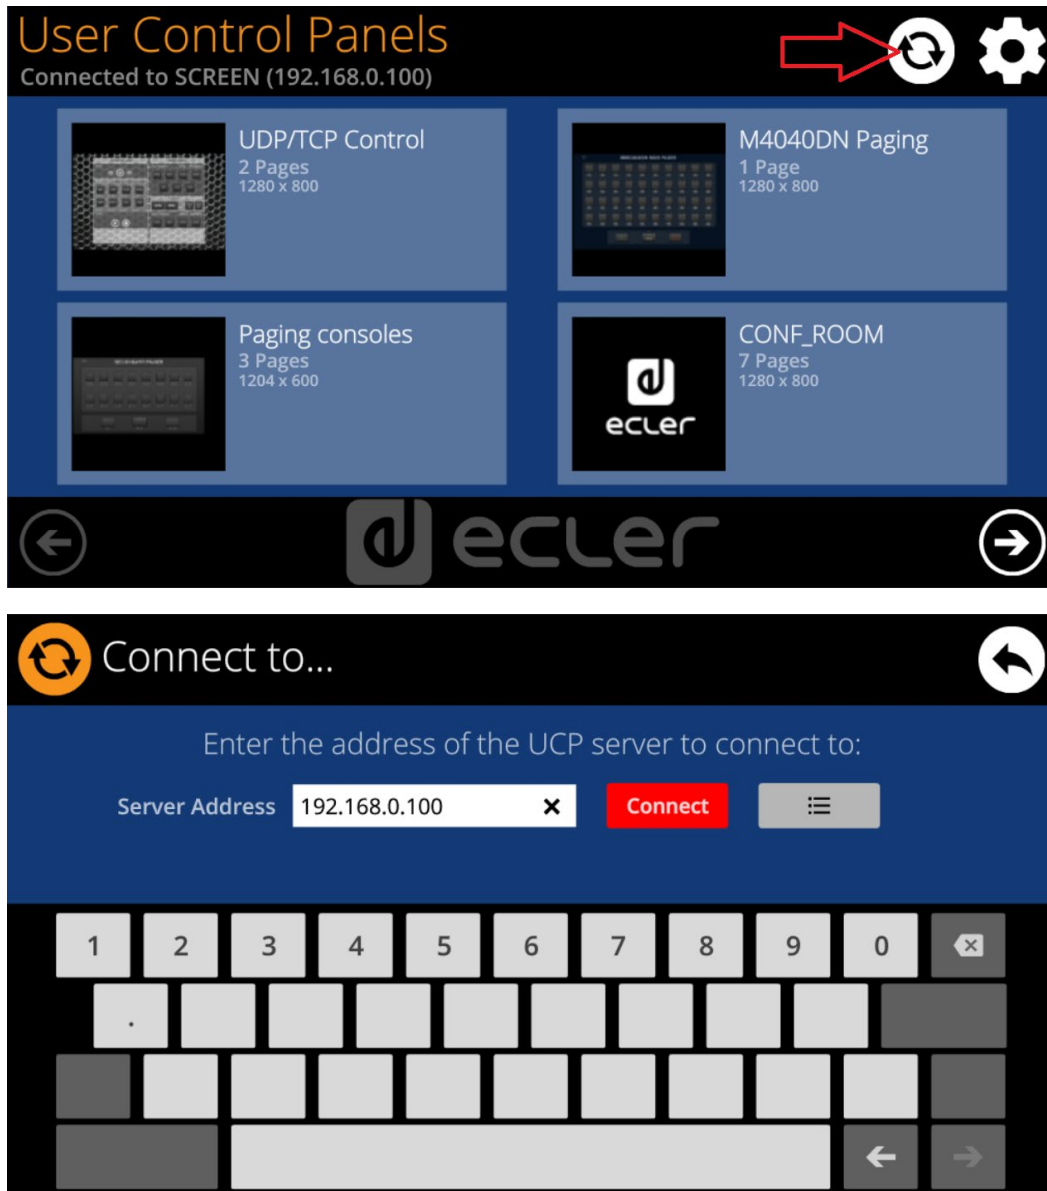 User Control Panels
Connected to SCREEN (192.168.0.100)
UDP/TCP Control
2 Pages
1280 x 800
M4040DN Paging
1 Page
1280 x 800
Paging consoles
3 Pages
1204 x 600
ecler
CONF_ROOM
7 Pages
1280 x 800
ecler
Connect to...
Enter the address of the UCP server to connect to:
Server Address 192.168.0.100 Connect
1 2 3 4 5 6 7 8 9 0
.